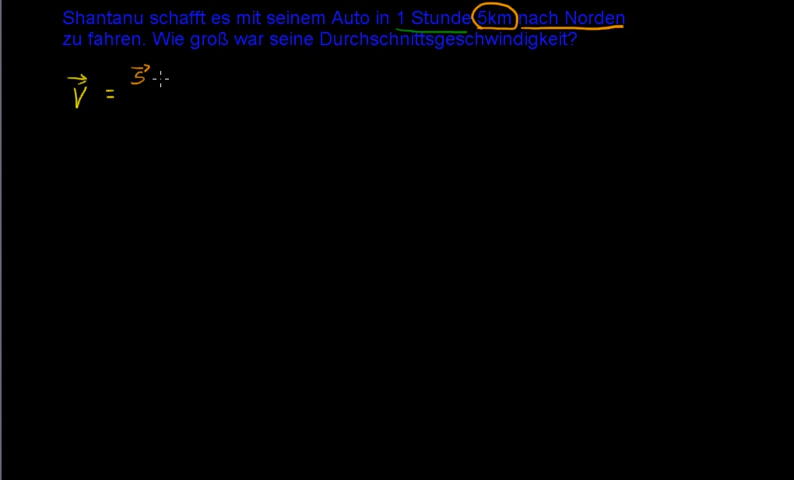 Shantanu schafft es mit seinem Auto in 1 Stunde 5km nach Norden
zu fahren. Wie groß war seine Durchschnittsgeschwindigkeit?
v⃗ = s⃗